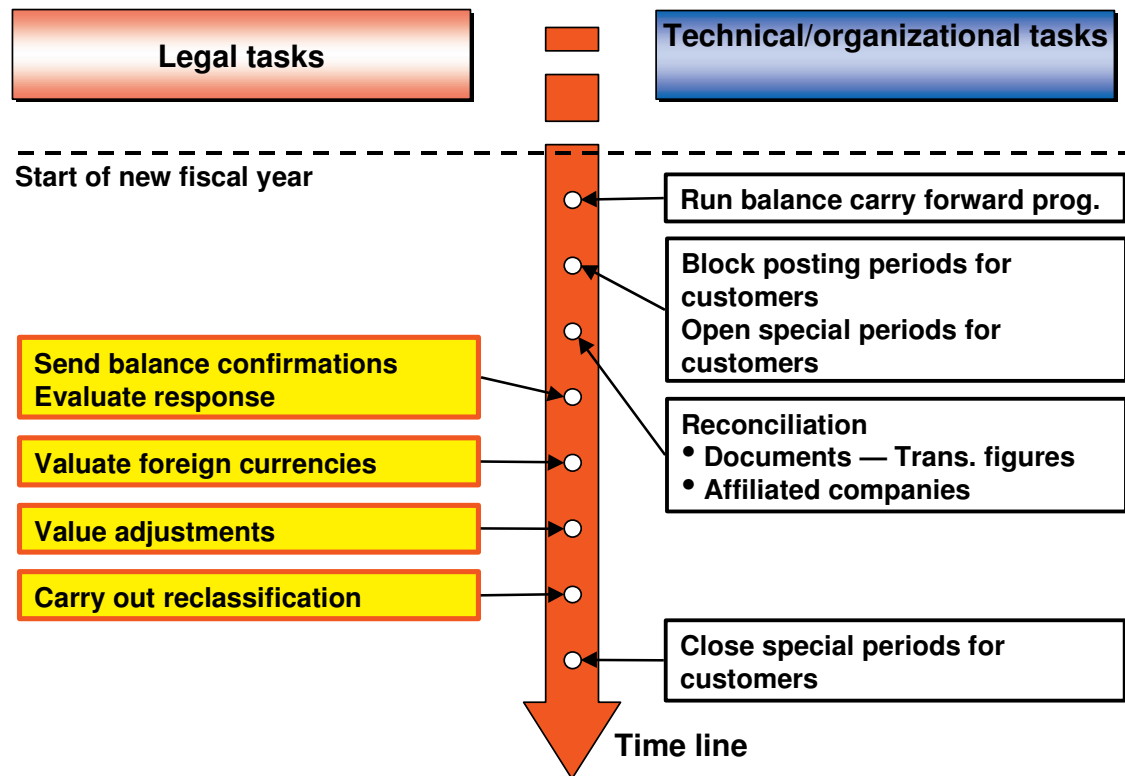 Legal tasks
Technical/organizational tasks
Start of new fiscal year
Run balance carry forward prog.
Block posting periods for
customers
Open special periods for
customers
Send balance confirmations
Evaluate response
Reconciliation
• Documents — Trans. figures
• Affiliated companies
Valuate foreign currencies
Value adjustments
Carry out reclassification
Close special periods for
customers
Time line